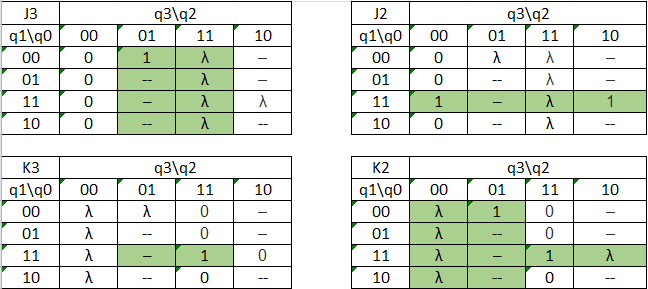 J3 q3\q2
q1\q0 00 01 11 10
00 0 1 λ –
01 0 -- λ –
11 0 – λ λ
10 0 -- λ --
J2 q3\q2
q1\q0 00 01 11 10
00 0 λ λ –
01 0 -- λ –
11 1 – λ 1
10 0 -- λ --
K3 q3\q2
q1\q0 00 01 11 10
00 λ λ 0 –
01 λ -- 0 –
11 λ – 1 0
10 λ -- 0 --
K2 q3\q2
q1\q0 00 01 11 10
00 λ 1 0 –
01 λ -- 0 –
11 λ – 1 λ
10 λ -- 0 --